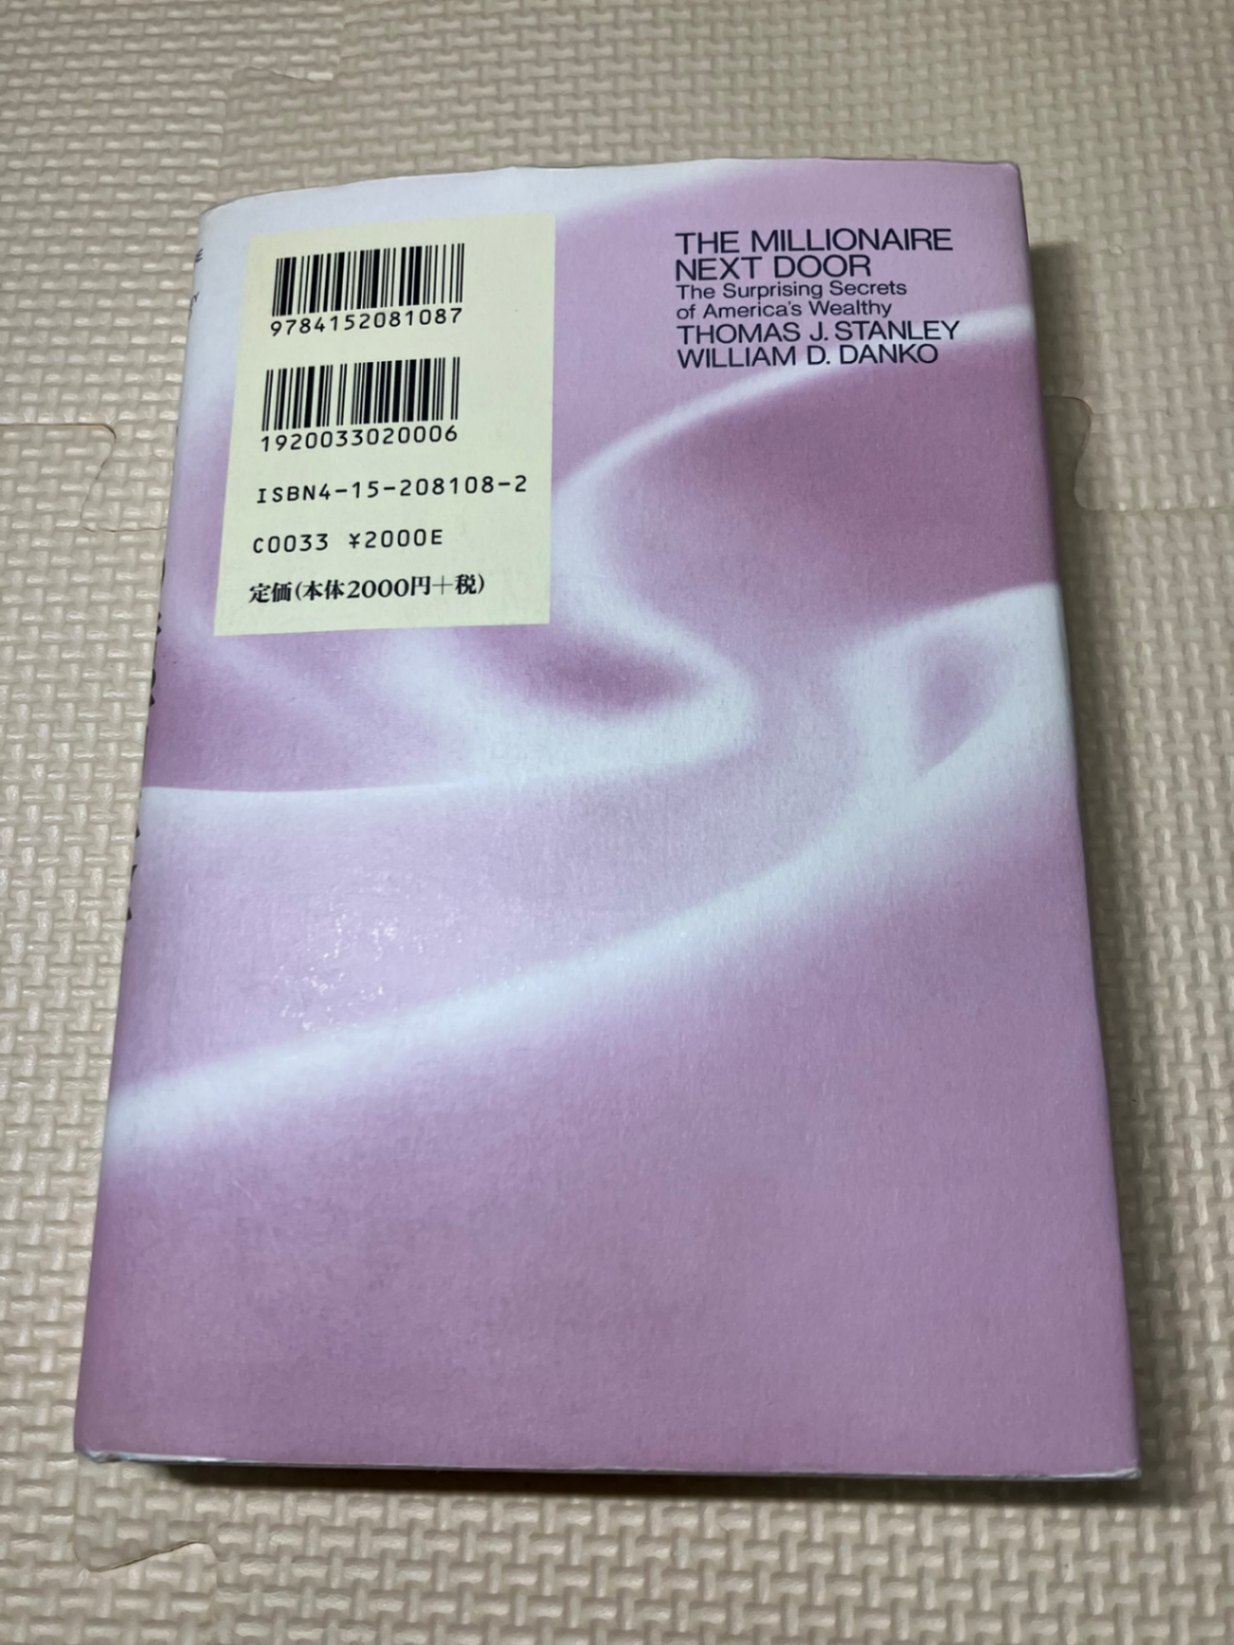 9784152081087
1920033020006
ISBN4-15-208108-2
C0033 ¥2000E
定価(本体2000円+税)
THE MILLIONAIRE
NEXT DOOR
The Surprising Secrets
of America's Wealthy
THOMAS J. STANLEY
WILLIAM D. DANKO